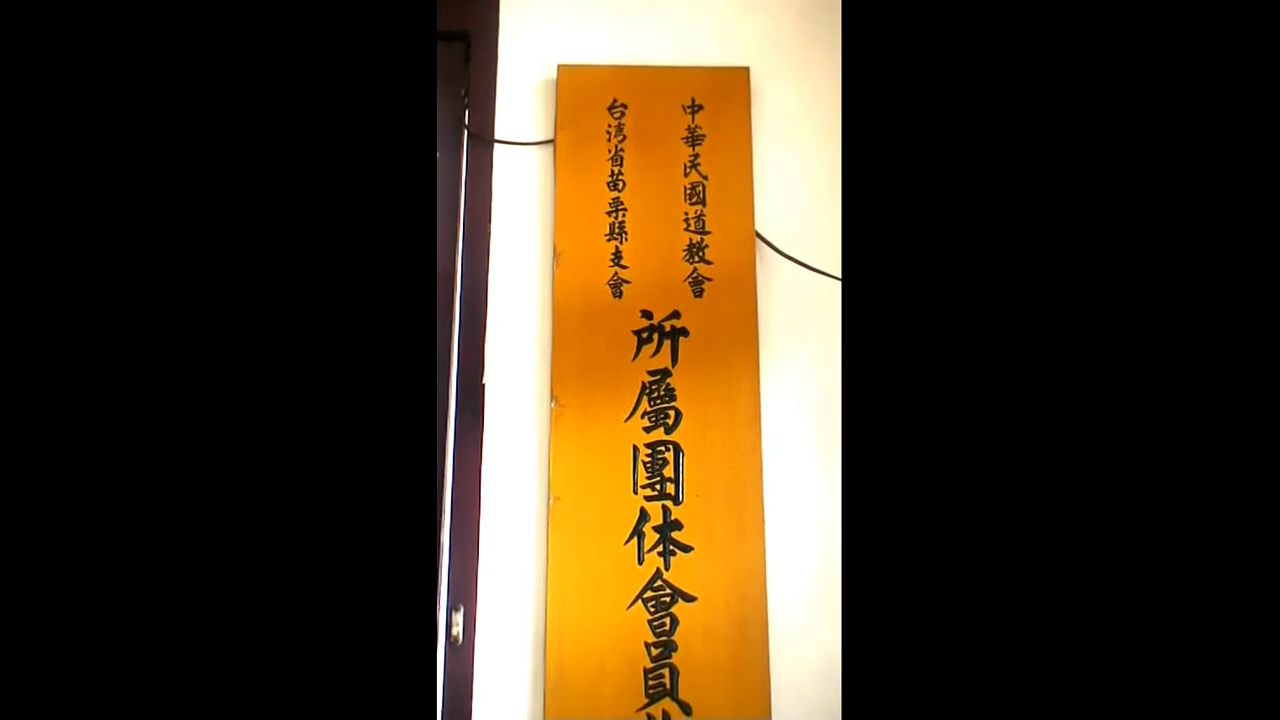 中華民國道教會
台湾省苗栗縣支會
所屬團体會員